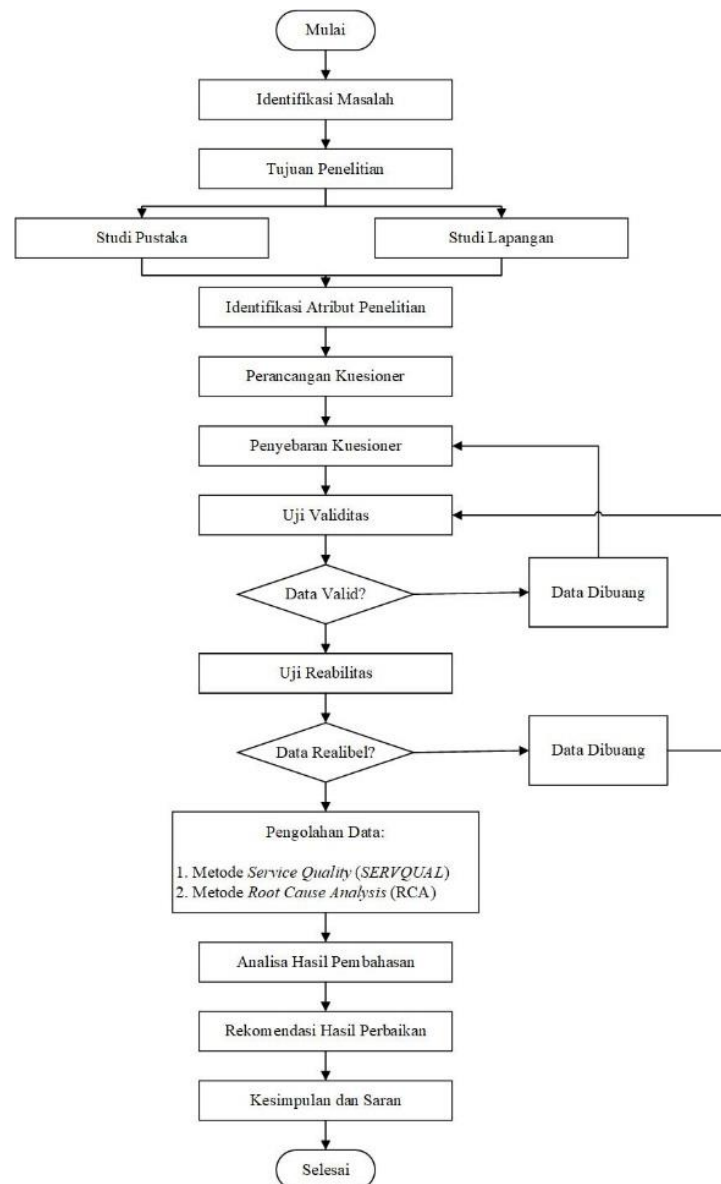 Mulai
Identifikasi Masalah
Tujuan Penelitian
Studi Pustaka
Studi Lapangan
Identifikasi Atribut Penelitian
Perancangan Kuesioner
Penyebaran Kuesioner
Uji Validitas
Data Valid?
Data Dibuang
Uji Reabilitas
Data Realibel?
Data Dibuang
Pengolahan Data:
1. Metode Service Quality (SERVQUAL)
2. Metode Root Cause Analysis (RCA)
Analisa Hasil Pembahasan
Rekomendasi Hasil Perbaikan
Kesimpulan dan Saran
Selesai